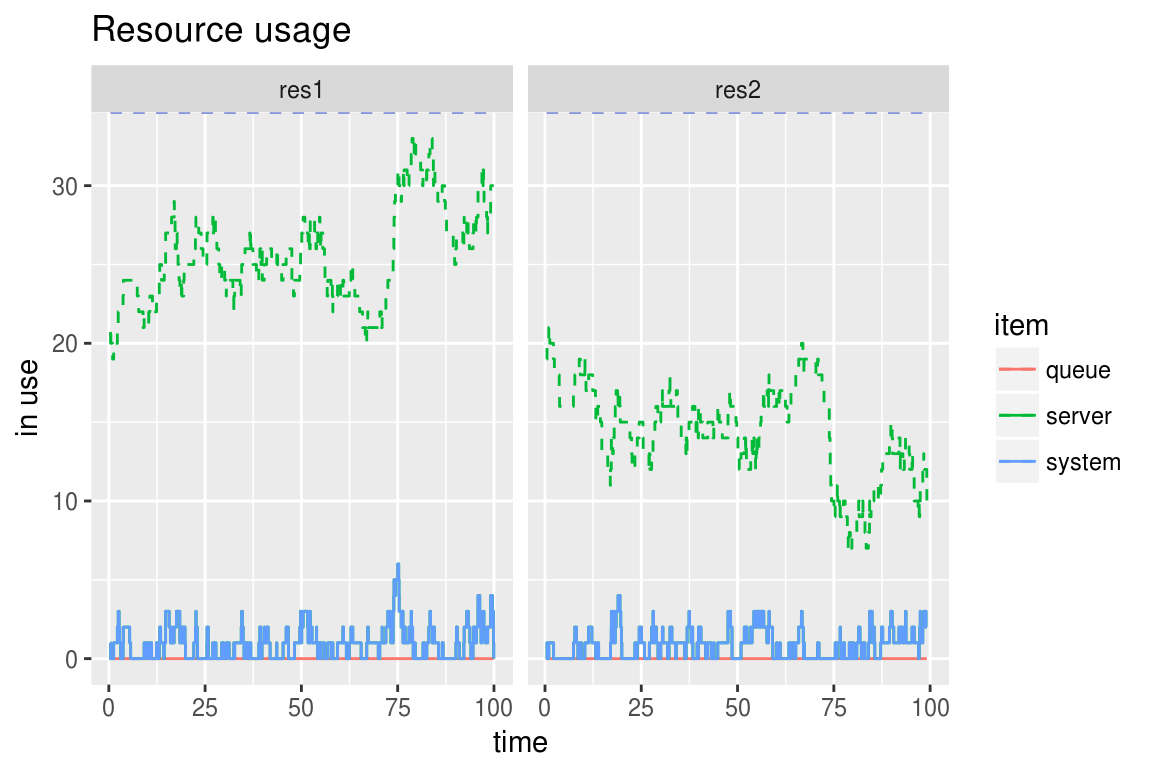 Resource usage
res1
res2
30
20
10
0
in use
0 25 50 75 100
0 25 50 75 100
time
item
queue
server
system